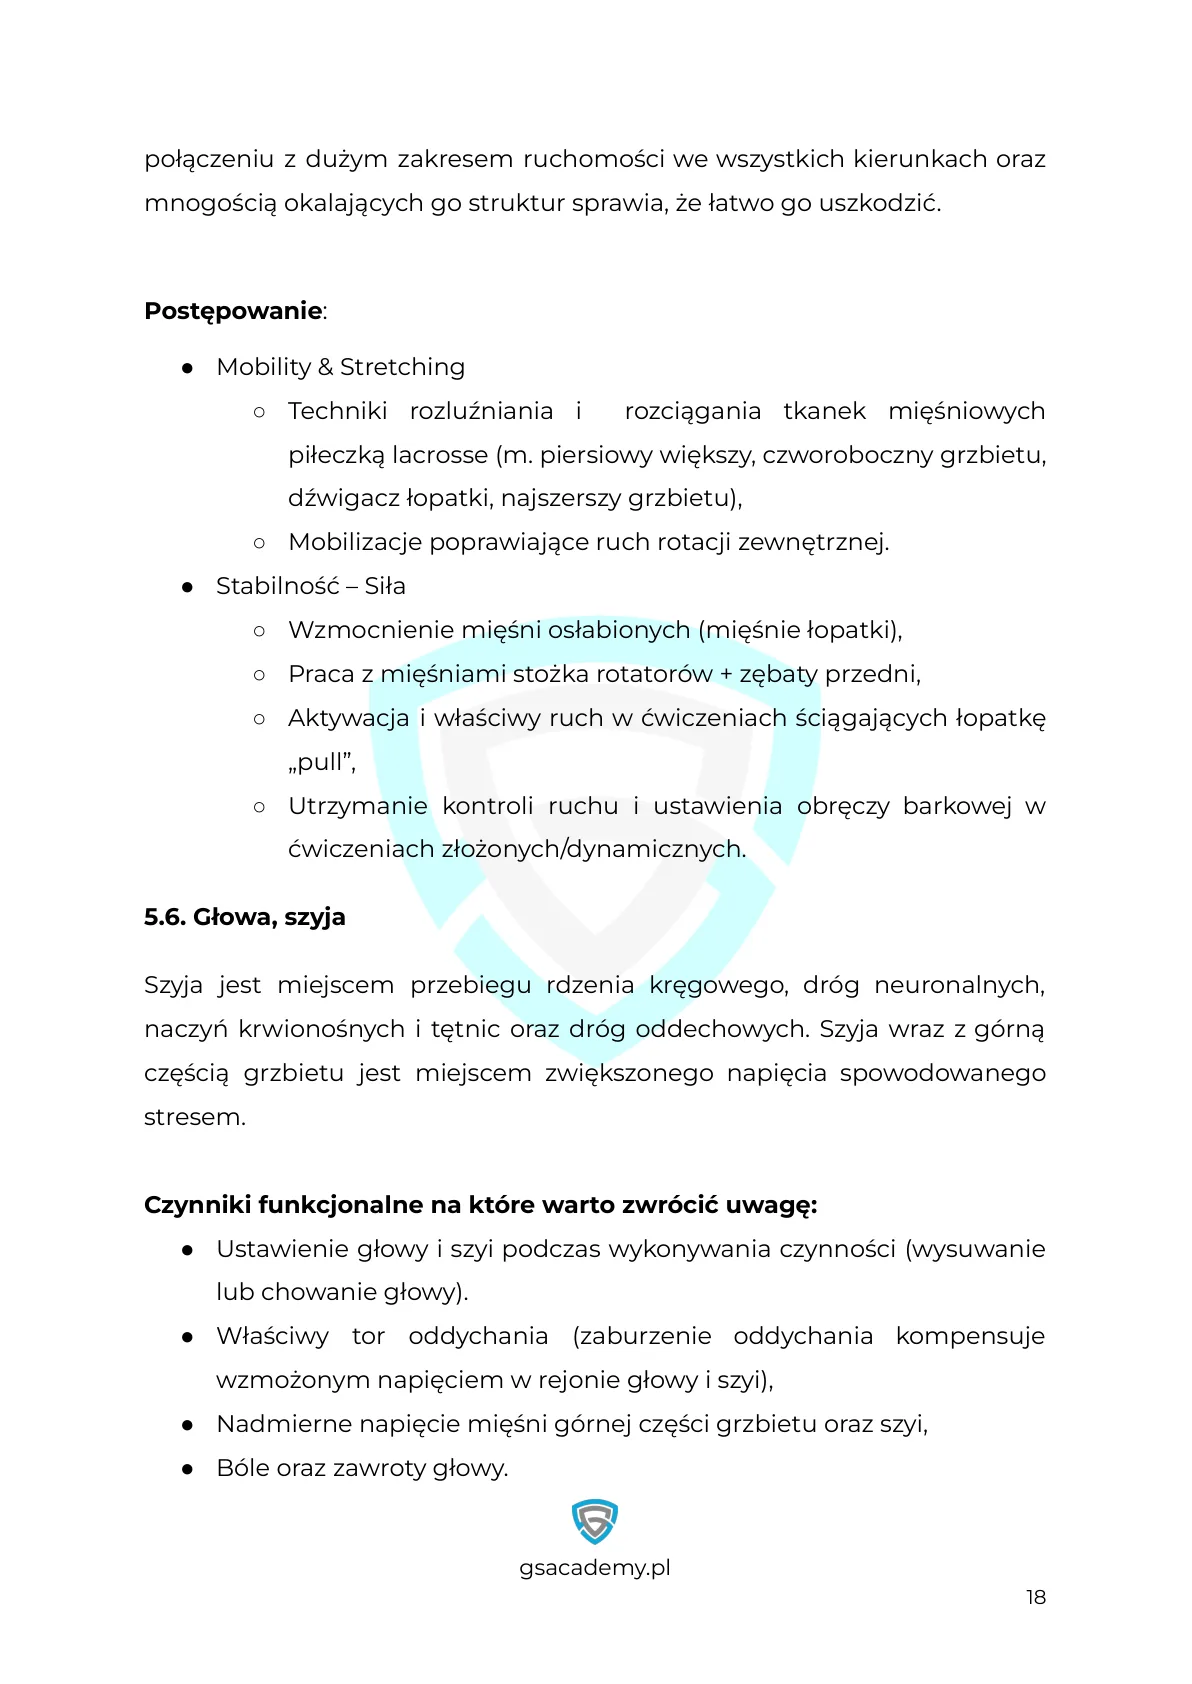 połączeniu z dużym zakresem ruchomości we wszystkich kierunkach oraz
mnogością okalających go struktur sprawia, że łatwo go uszkodzić.
Postępowanie:
● Mobility & Stretching
○ Techniki rozluźniania i rozciągania tkanek mięśniowych
piłeczką lacrosse (m. piersiowy większy, czworoboczny grzbietu,
dźwigacz łopatki, najszerszy grzbietu),
○ Mobilizacje poprawiające ruch rotacji zewnętrznej.
● Stabilność – Siła
○ Wzmocnienie mięśni osłabionych (mięśnie łopatki),
○ Praca z mięśniami stożka rotatorów + zębaty przedni,
○ Aktywacja i właściwy ruch w ćwiczeniach ściągających łopatkę
„pull”,
○ Utrzymanie kontroli ruchu i ustawienia obręczy barkowej w
ćwiczeniach złożonych/dynamicznych.
5.6. Głowa, szyja
Szyja jest miejscem przebiegu rdzenia kręgowego, dróg neuronalnych,
naczyń krwionośnych i tętnic oraz dróg oddechowych. Szyja wraz z górną
częścią grzbietu jest miejscem zwiększonego napięcia spowodowanego
stresem.
Czynniki funkcjonalne na które warto zwrócić uwagę:
● Ustawienie głowy i szyi podczas wykonywania czynności (wysuwanie
lub chowanie głowy).
● Właściwy tor oddychania (zaburzenie oddychania kompensuje
wzmożonym napięciem w rejonie głowy i szyi),
● Nadmierne napięcie mięśni górnej części grzbietu oraz szyi,
● Bóle oraz zawroty głowy.
gsacademy.pl
18